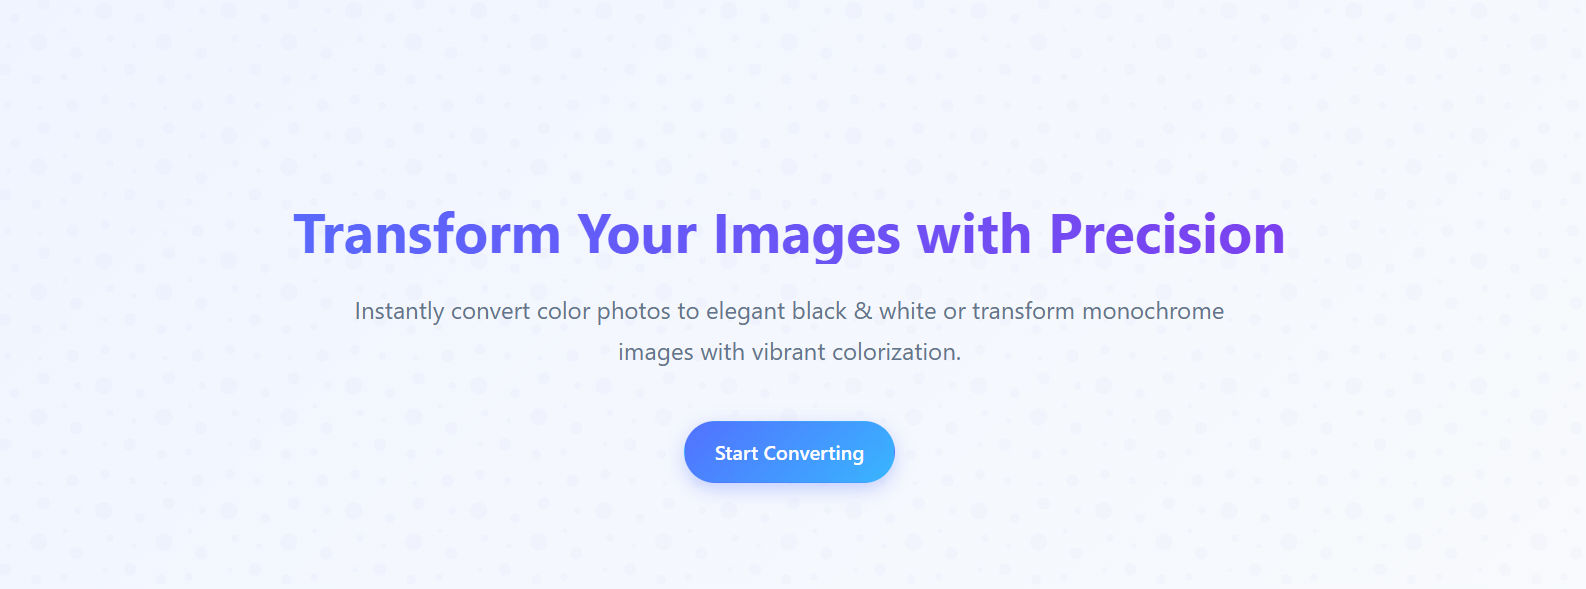 Transform Your Images with Precision
Instantly convert color photos to elegant black & white or transform monochrome
images with vibrant colorization.
Start Converting